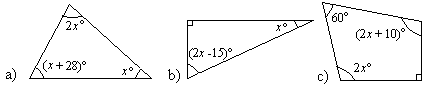 2x°
(x + 28)°
x°
a)
x°
(2x -15)°
b)
60°
(2x + 10)°
2x°
c)